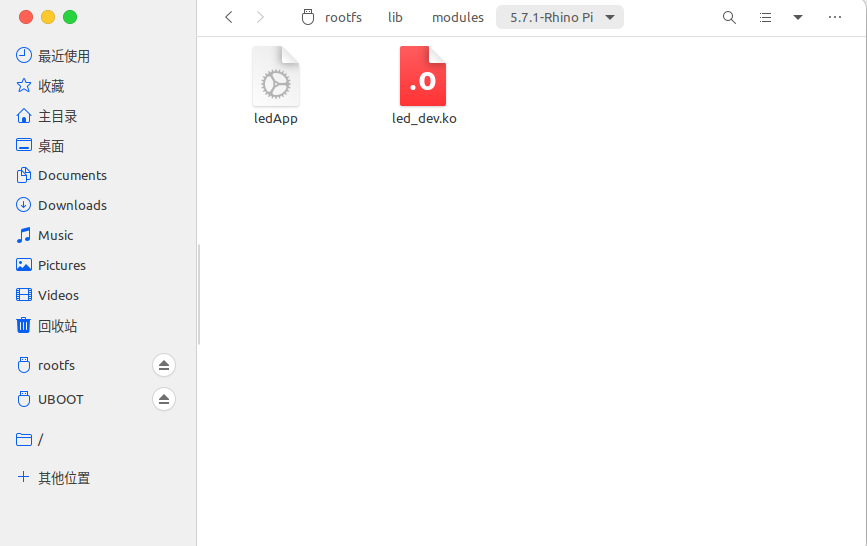 rootfs lib modules 5.7.1-Rhino Pi
最近使用
收藏
主目录
桌面
Documents
Downloads
Music
Pictures
Videos
回收站
rootfs
UBOOT
/
其他位置
.o
ledApp led_dev.ko